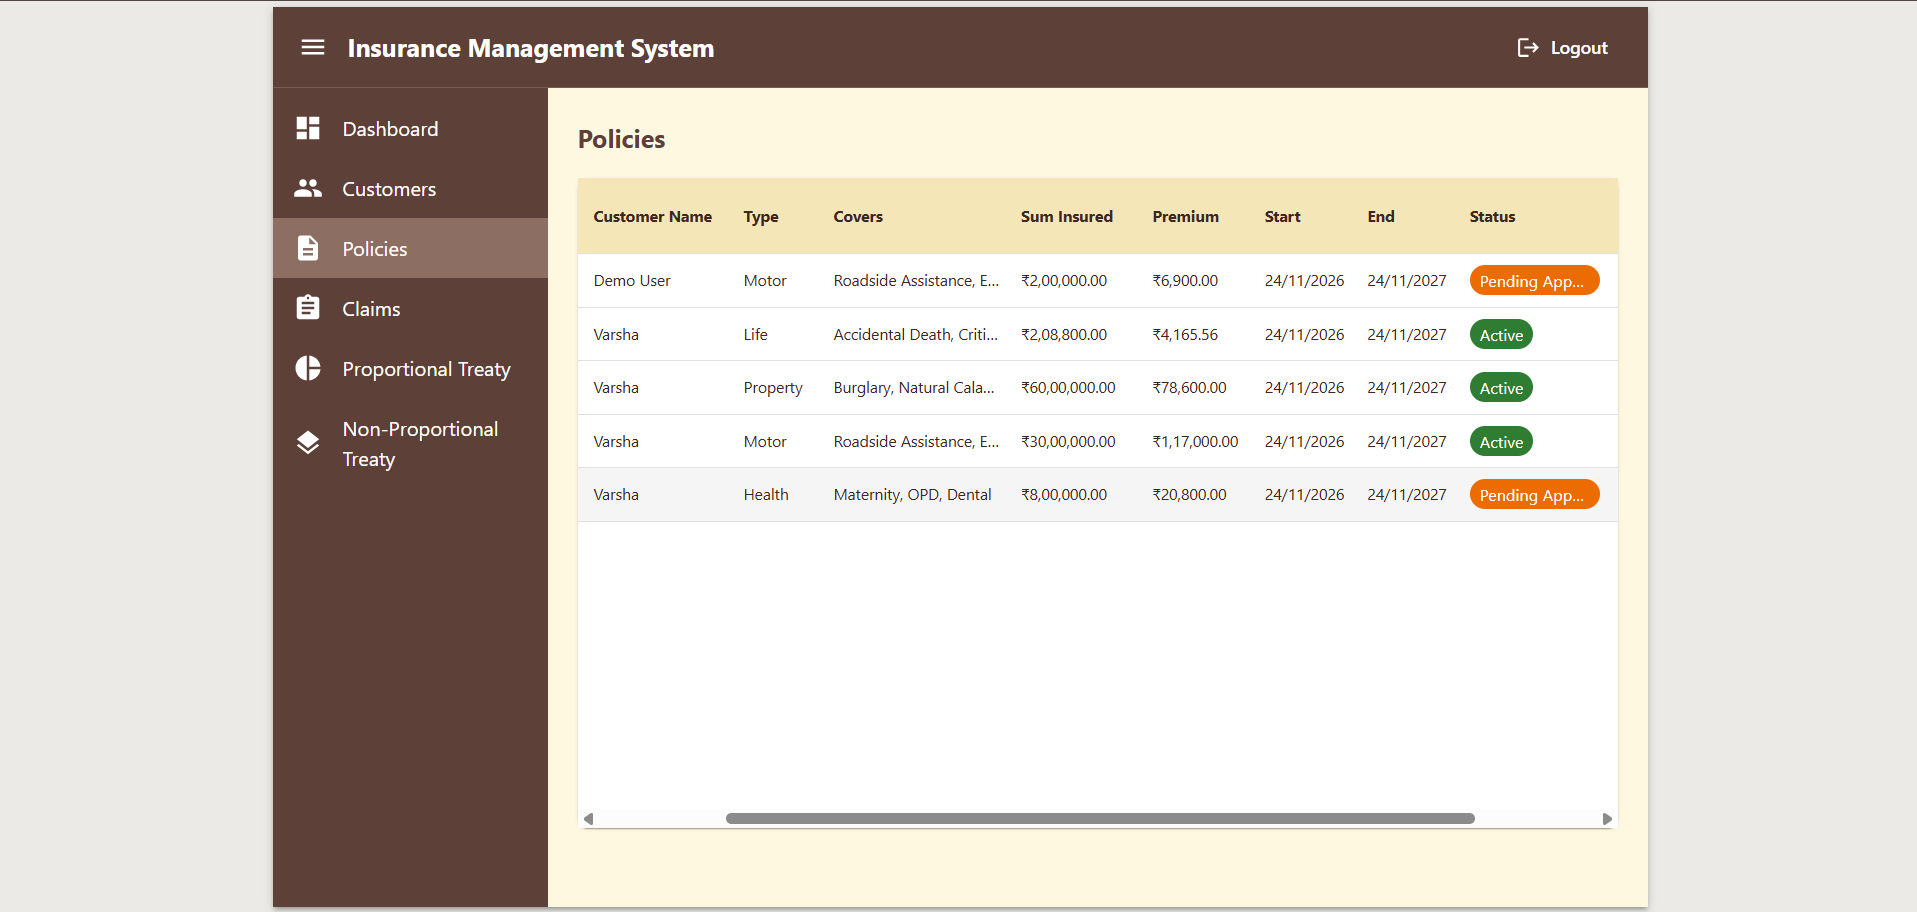 Insurance Management System
Logout
Dashboard
Customers
Policies
Claims
Proportional Treaty
Non-Proportional
Treaty
Policies
Customer Name Type Covers Sum Insured Premium Start End Status
Demo User Motor Roadside Assistance, E... ₹2,00,000.00 ₹6,900.00 24/11/2026 24/11/2027 Pending App...
Varsha Life Accidental Death, Criti... ₹2,08,800.00 ₹4,165.56 24/11/2026 24/11/2027 Active
Varsha Property Burglary, Natural Cala... ₹60,00,000.00 ₹78,600.00 24/11/2026 24/11/2027 Active
Varsha Motor Roadside Assistance, E... ₹30,00,000.00 ₹1,17,000.00 24/11/2026 24/11/2027 Active
Varsha Health Maternity, OPD, Dental ₹8,00,000.00 ₹20,800.00 24/11/2026 24/11/2027 Pending App...